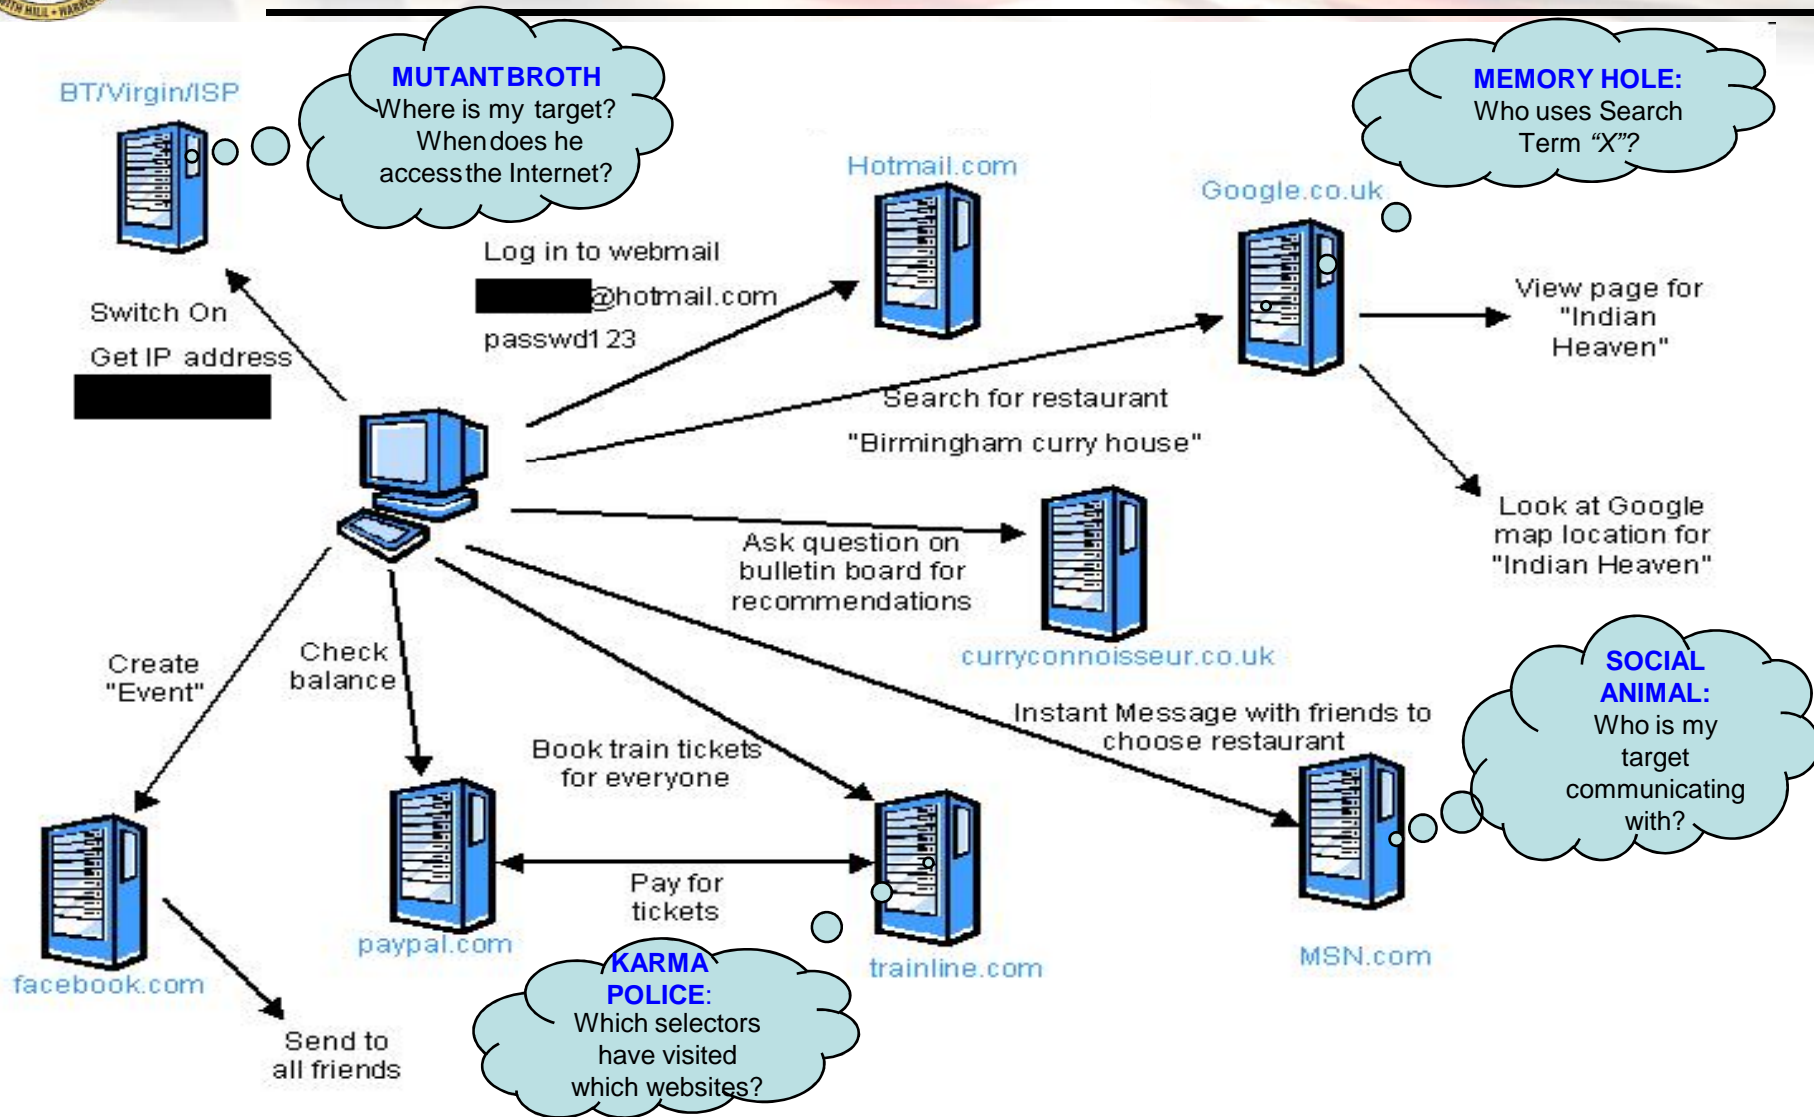 WITH HILL • WARRI
BT/Virgin/ISP
MUTANTBROTH
Where is my target?
When does he
access the Internet?
MEMORY HOLE:
Who uses Search
Term “X”?
Hotmail.com
Google.co.uk
Log in to webmail
@hotmail.com
passwd123
Switch On
Get IP address
View page for
"Indian
Heaven"
Search for restaurant
"Birmingham curry house"
Look at Google
map location for
"Indian Heaven"
Ask question on
bulletin board for
recommendations
curryconnoisseur.co.uk
Create
"Event"
Check
balance
Book train tickets
for everyone
Instant Message with friends to
choose restaurant
SOCIAL
ANIMAL:
Who is my
target
communicating
with?
Pay for
tickets
paypal.com
trainline.com
MSN.com
facebook.com
KARMA
POLICE:
Which selectors
have visited
which websites?
Send to
all friends